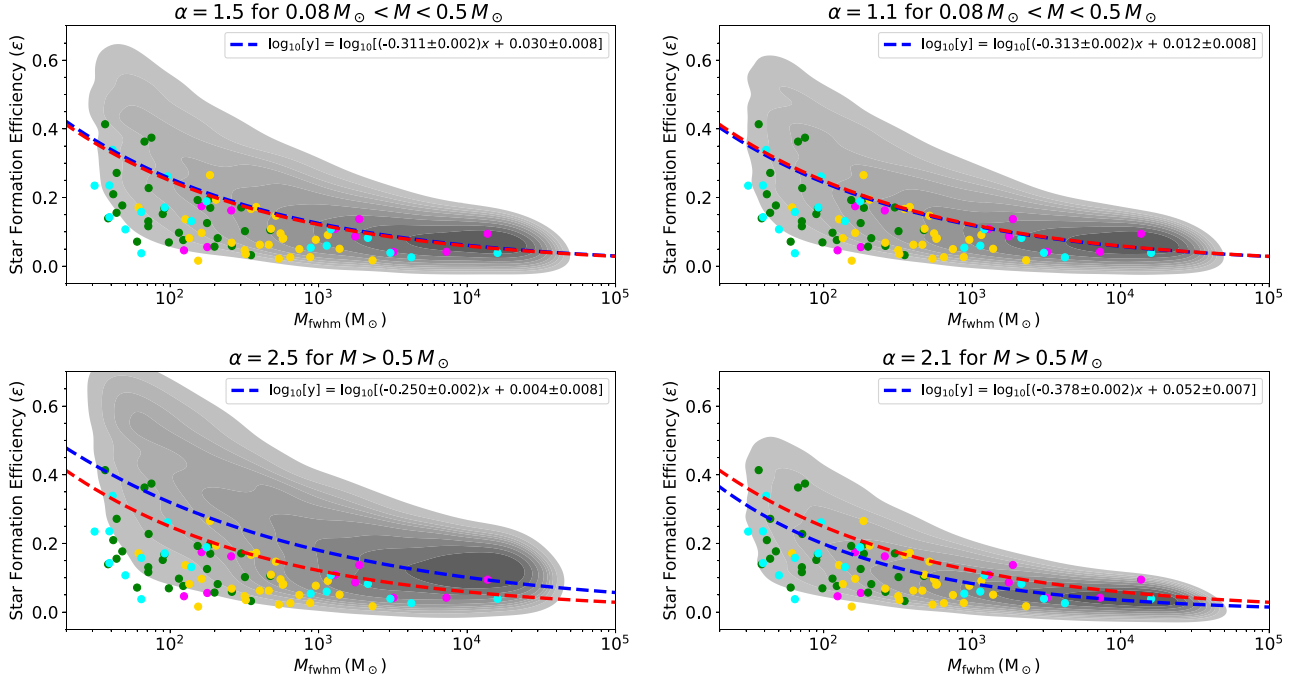 α = 1.5 for 0.08 M⊙ < M < 0.5 M⊙
log₁₀[y] = log₁₀[(-0.311±0.002)x + 0.030±0.008]
Star Formation Efficiency (ε)
0.6
0.4
0.2
0.0
10² 10³ 10⁴ 10⁵
M_fwhm (M⊙)
α = 1.1 for 0.08 M⊙ < M < 0.5 M⊙
log₁₀[y] = log₁₀[(-0.313±0.002)x + 0.012±0.008]
Star Formation Efficiency (ε)
0.6
0.4
0.2
0.0
10² 10³ 10⁴ 10⁵
M_fwhm (M⊙)
α = 2.5 for M > 0.5 M⊙
log₁₀[y] = log₁₀[(-0.250±0.002)x + 0.004±0.008]
Star Formation Efficiency (ε)
0.6
0.4
0.2
0.0
10² 10³ 10⁴ 10⁵
M_fwhm (M⊙)
α = 2.1 for M > 0.5 M⊙
log₁₀[y] = log₁₀[(-0.378±0.002)x + 0.052±0.007]
Star Formation Efficiency (ε)
0.6
0.4
0.2
0.0
10² 10³ 10⁴ 10⁵
M_fwhm (M⊙)